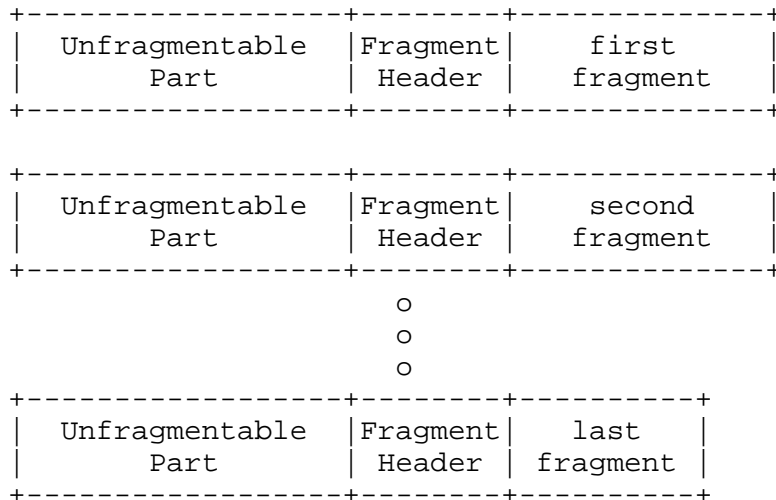 +------------------+--------+--------------+
|  Unfragmentable  |Fragment|    first     |
|       Part       | Header |   fragment   |
+------------------+--------+--------------+
+------------------+--------+--------------+
|  Unfragmentable  |Fragment|    second    |
|       Part       | Header |   fragment   |
+------------------+--------+--------------+
o
o
o
+------------------+--------+----------+
|  Unfragmentable  |Fragment|   last   |
|       Part       | Header | fragment |
+------------------+--------+----------+